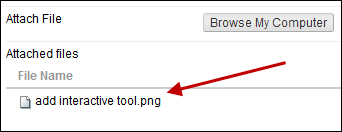 Attach File Browse My Computer
Attached files
File Name
add interactive tool.png